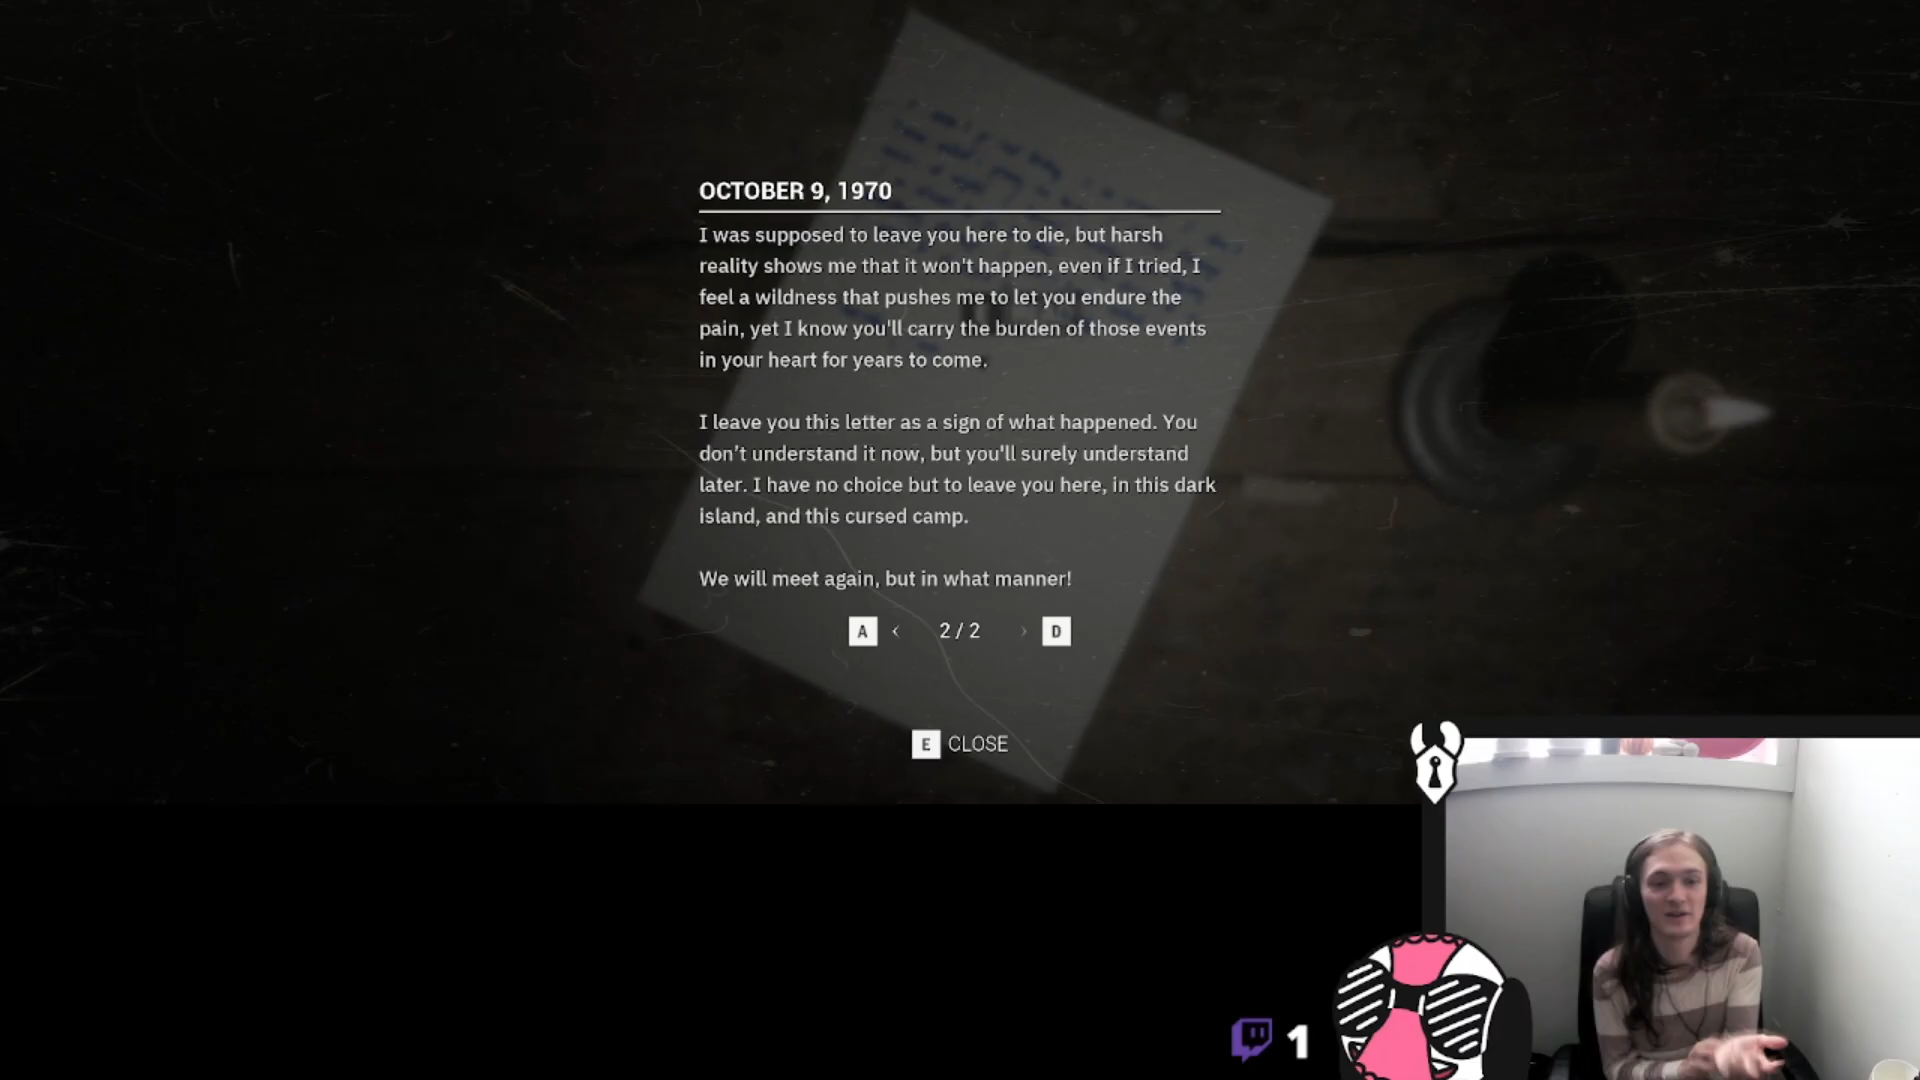 OCTOBER 9, 1970
I was supposed to leave you here to die, but harsh
reality shows me that it won't happen, even if I tried, I
feel a wildness that pushes me to let you endure the
pain, yet I know you'll carry the burden of those events
in your heart for years to come.
I leave you this letter as a sign of what happened. You
don't understand it now, but you'll surely understand
later. I have no choice but to leave you here, in this dark
island, and this cursed camp.
We will meet again, but in what manner!
A < 2 / 2 > D
E CLOSE
1